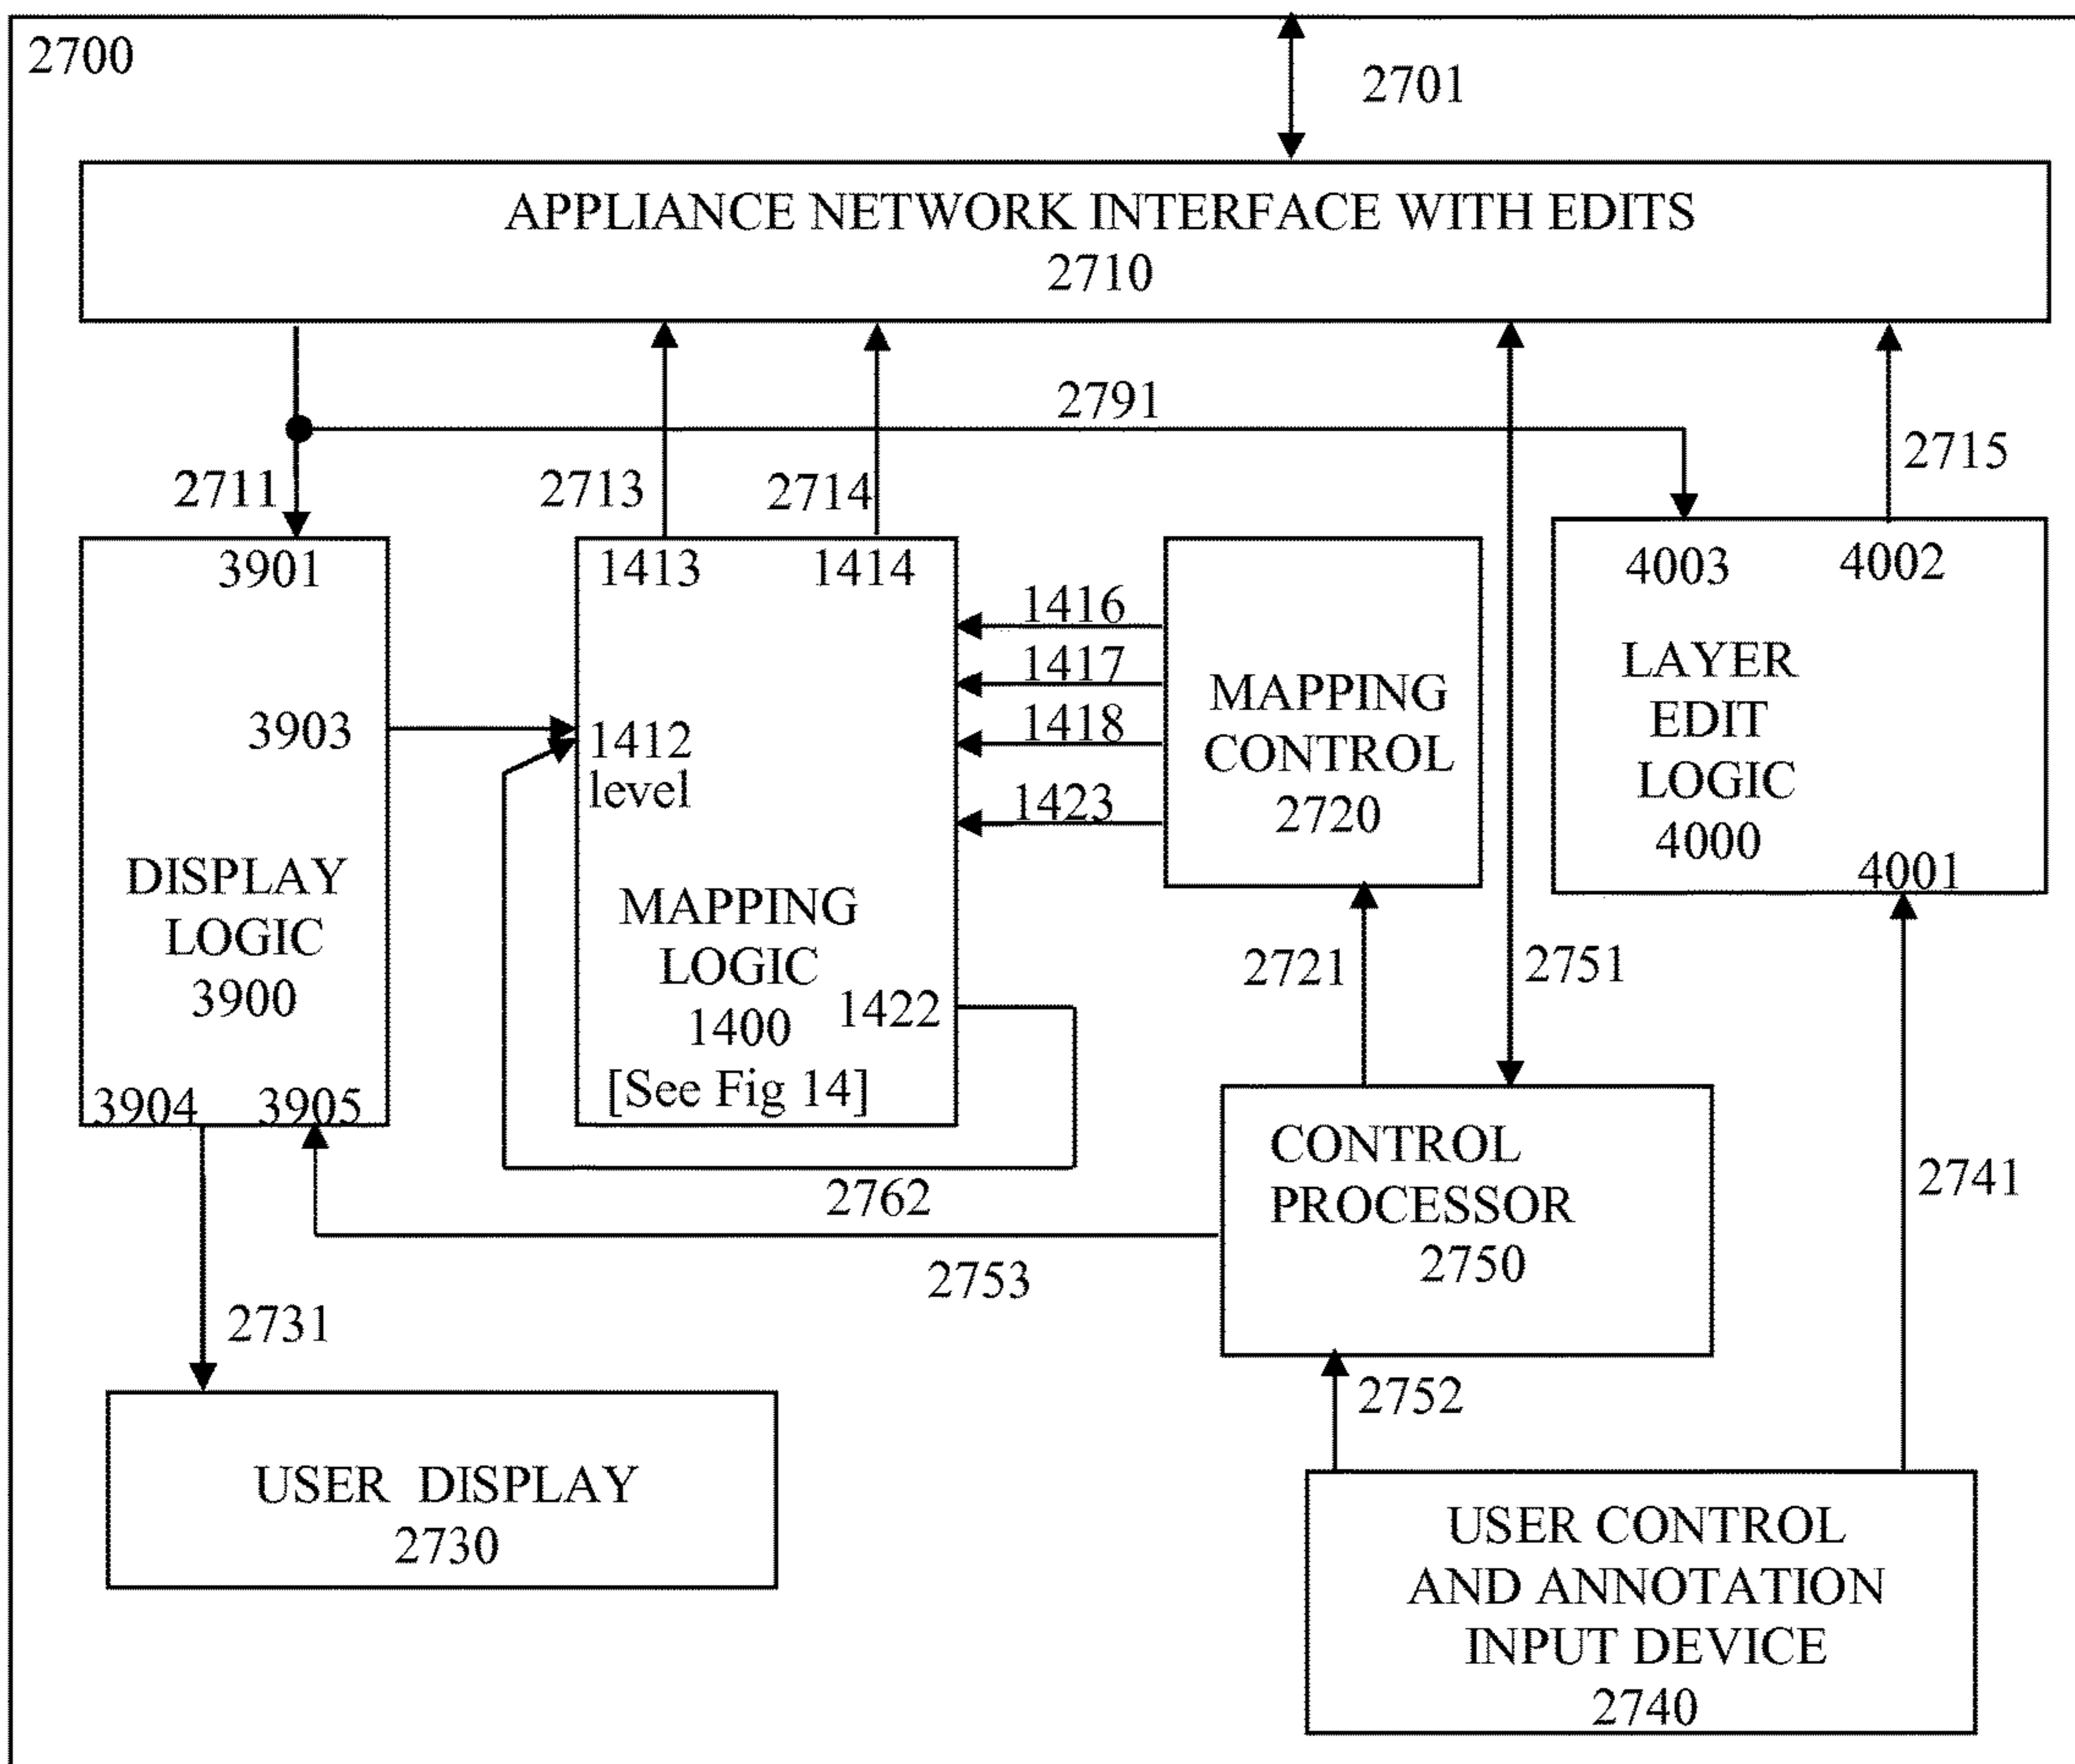 2700
2701
APPLIANCE NETWORK INTERFACE WITH EDITS
2710
2791
2711
2713
2714
2715
3901
1413
1414
4003
4002
1416
1417
1418
1423
3903
1412
level
MAPPING
CONTROL
2720
LAYER
EDIT
LOGIC
4000
4001
DISPLAY
LOGIC
3900
MAPPING
LOGIC
1400
1422
[See Fig 14]
2721
2751
3904
3905
CONTROL
PROCESSOR
2750
2741
2762
2753
2731
2752
USER DISPLAY
2730
USER CONTROL
AND ANNOTATION
INPUT DEVICE
2740